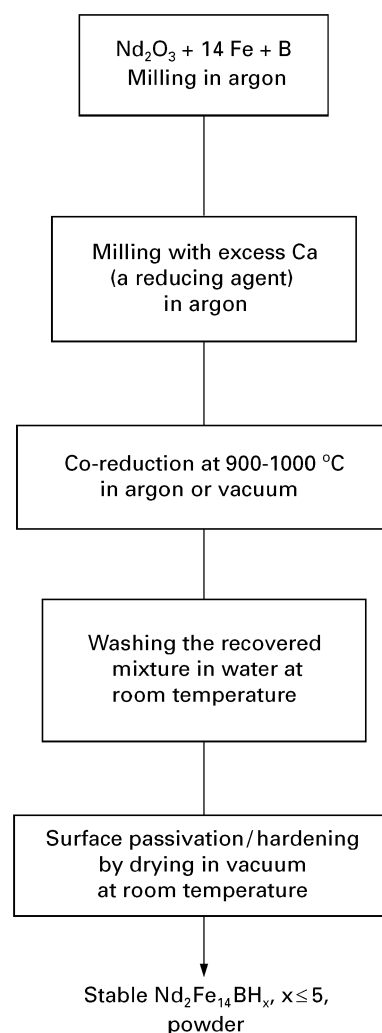 Nd₂O₃ + 14 Fe + B
Milling in argon
Milling with excess Ca
(a reducing agent)
in argon
Co-reduction at 900-1000 °C
in argon or vacuum
Washing the recovered
mixture in water at
room temperature
Surface passivation/hardening
by drying in vacuum
at room temperature
Stable Nd₂Fe₁₄BHₓ, x ≤ 5,
powder